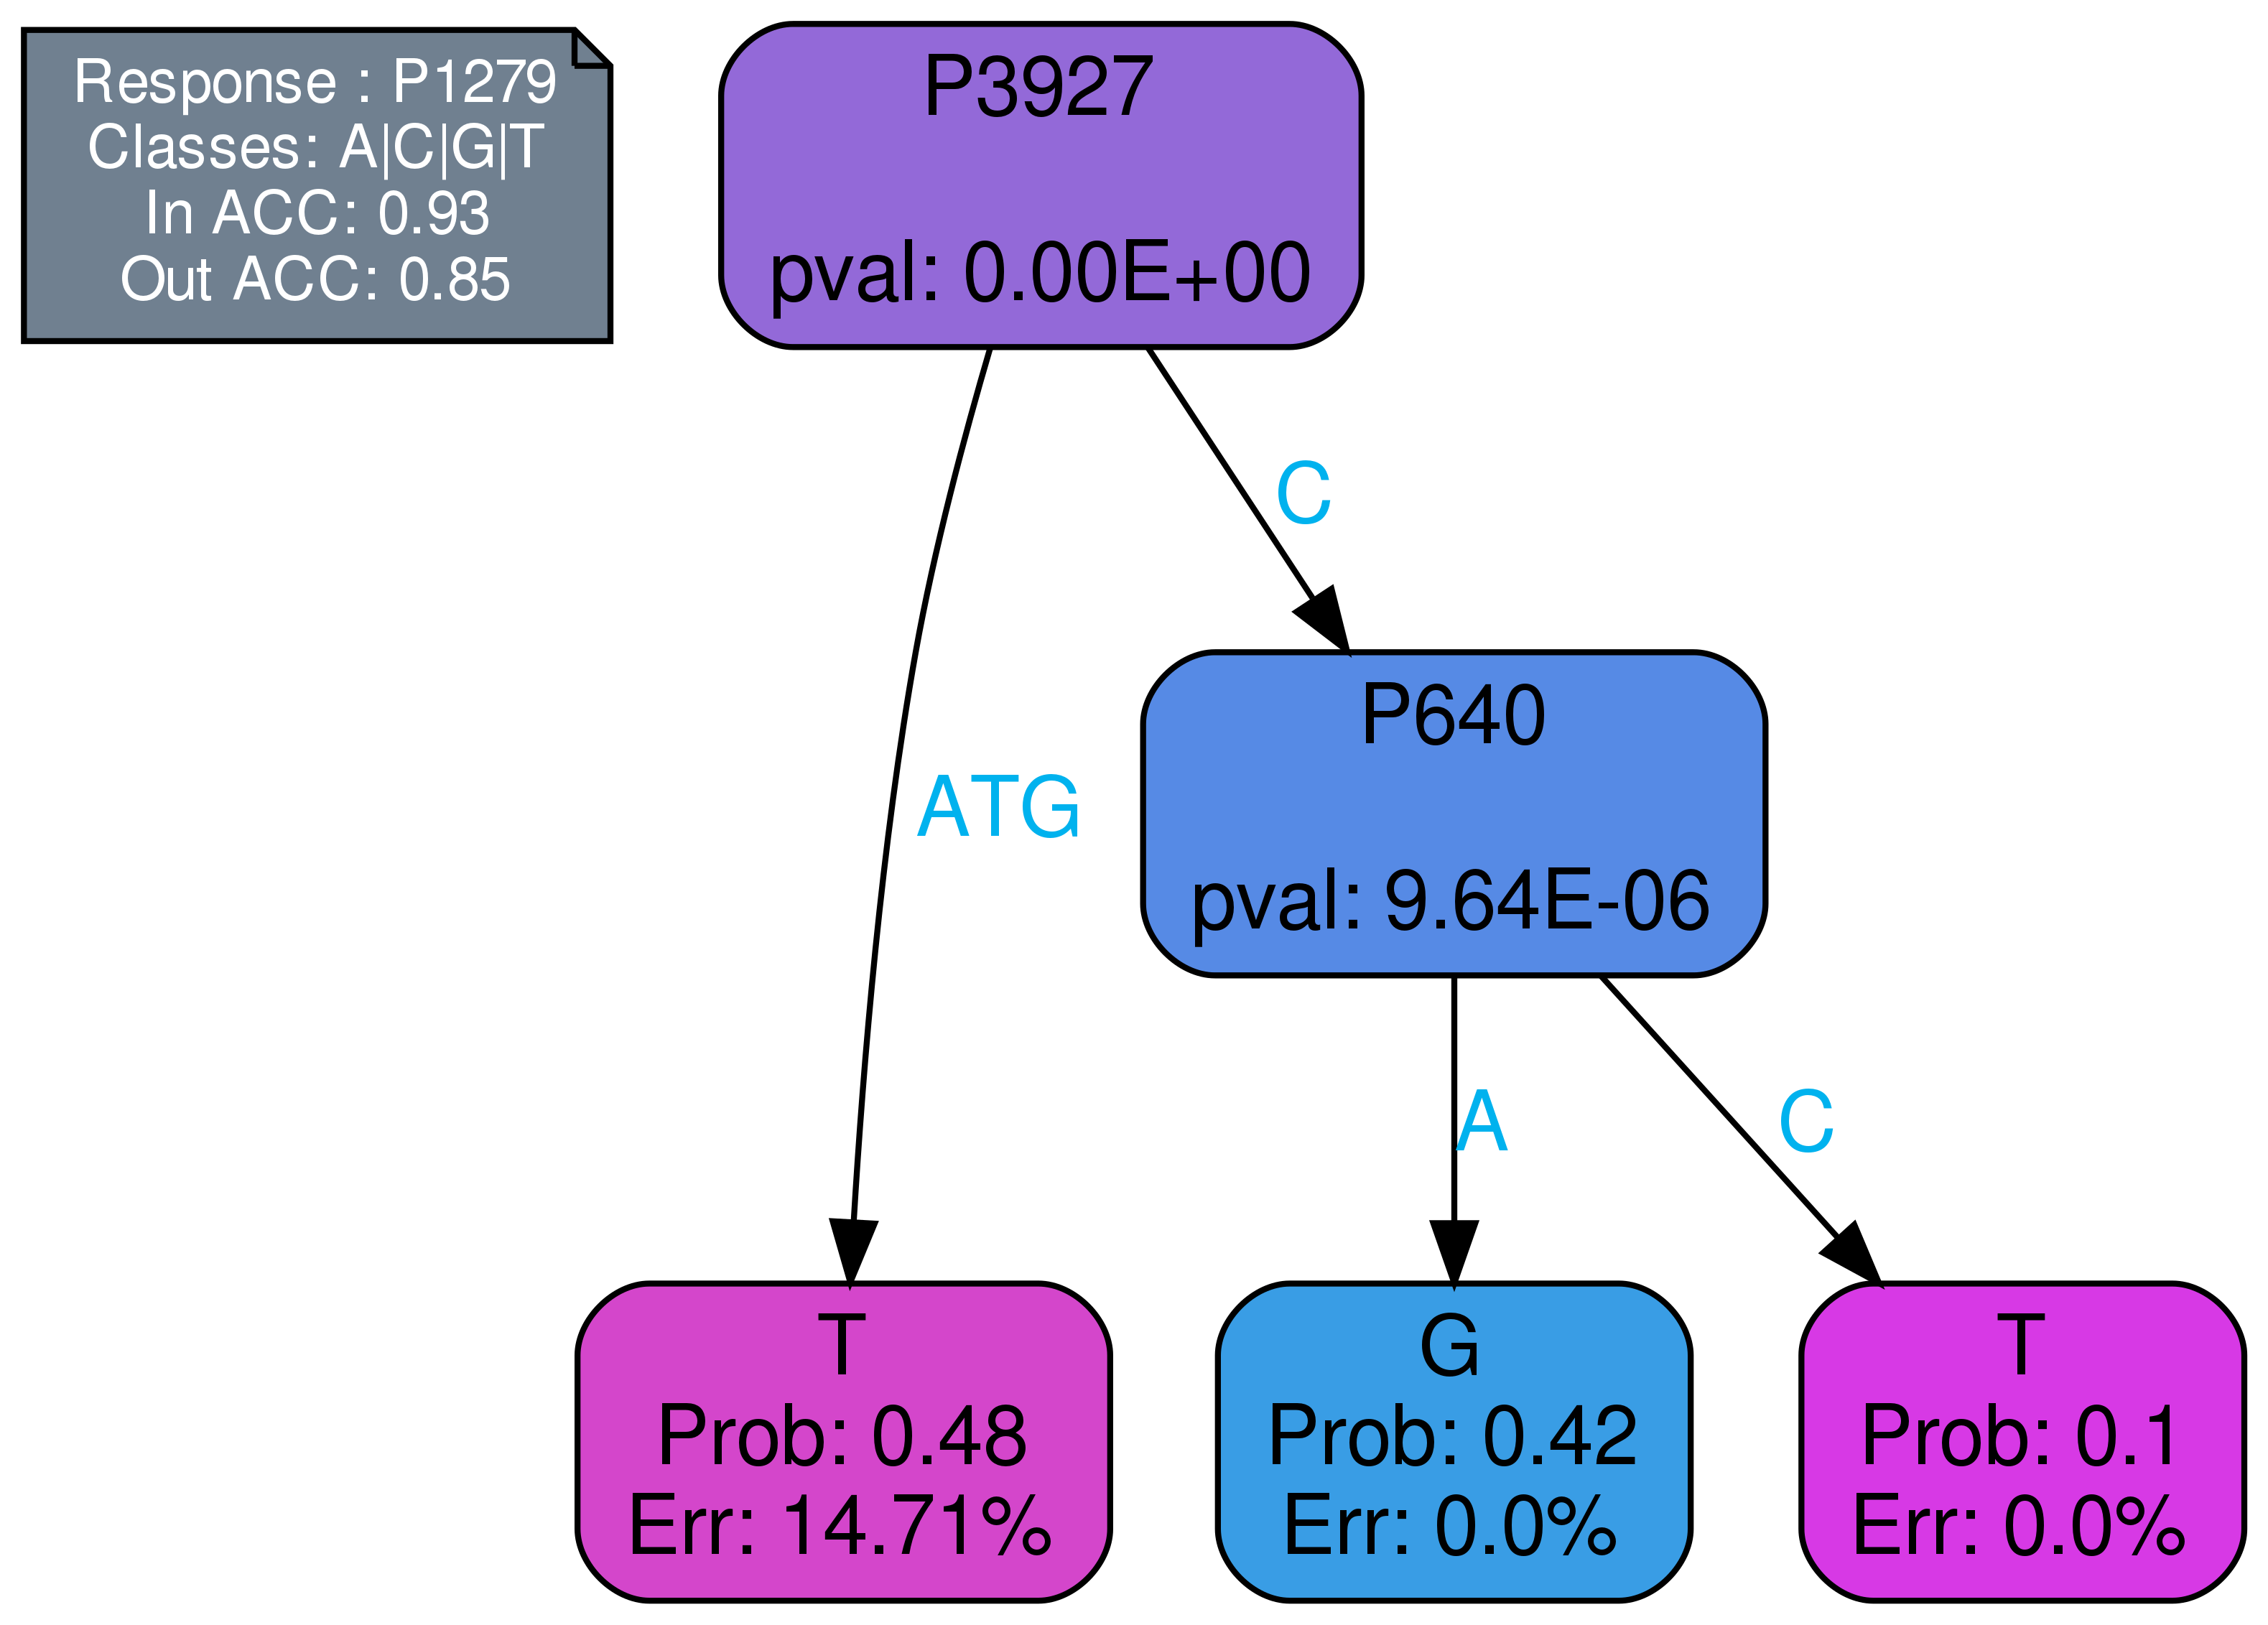 Response : P1279
Classes: A|C|G|T
In ACC: 0.93
Out ACC: 0.85
P3927
pval: 0.00E+00
C
P640
pval: 9.64E-06
ATG
A
C
T
Prob: 0.48
Err: 14.71%
G
Prob: 0.42
Err: 0.0%
T
Prob: 0.1
Err: 0.0%